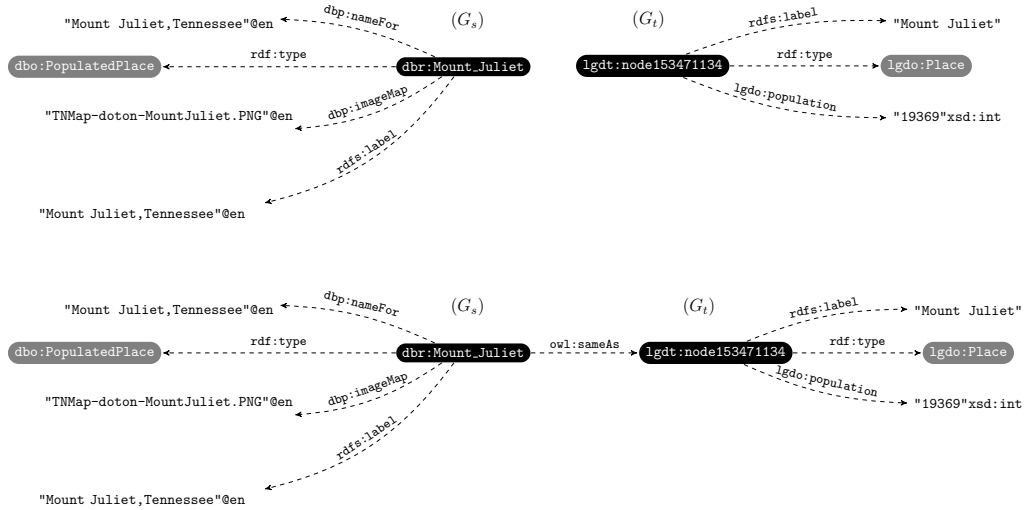 "Mount Juliet,Tennessee"@en
dbp:nameFor
(G_s)
(G_t)
rdfs:label
"Mount Juliet"
dbo:PopulatedPlace
rdf:type
dbr:Mount_Juliet
lgdt:node153471134
rdf:type
lgdo:Place
"TNMap-doton-MountJuliet.PNG"@en
dbp:imageMap
lgdo:population
"19369"xsd:int
rdfs:label
"Mount Juliet,Tennessee"@en
"Mount Juliet,Tennessee"@en
dbp:nameFor
(G_s)
(G_t)
rdfs:label
"Mount Juliet"
dbo:PopulatedPlace
rdf:type
dbr:Mount_Juliet
owl:sameAs
lgdt:node153471134
rdf:type
lgdo:Place
"TNMap-doton-MountJuliet.PNG"@en
dbp:imageMap
lgdo:population
"19369"xsd:int
rdfs:label
"Mount Juliet,Tennessee"@en